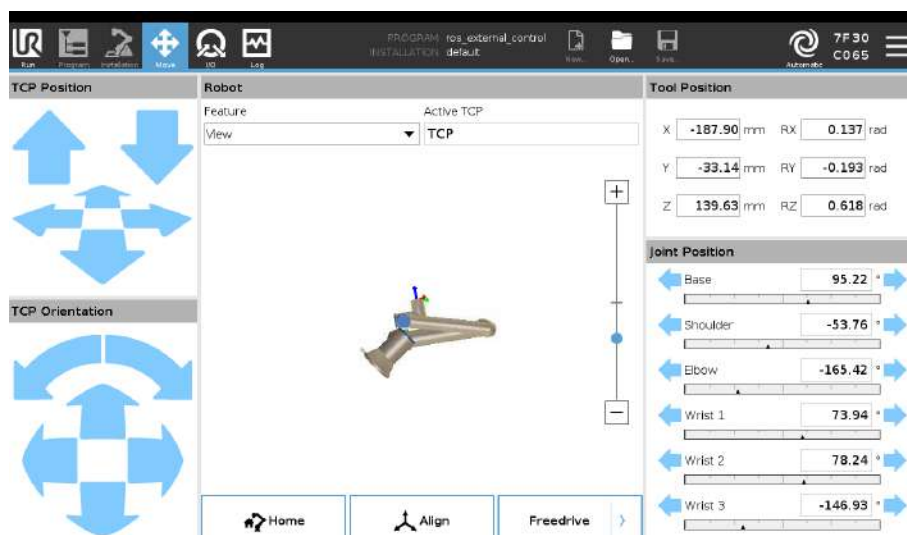 UR
PROGRAM ros_external_control
INSTALLATION default
7F30
C065
Run Program Installation Move I/O Log New... Open... Save... Automatic
TCP Position
Robot
Tool Position
Feature
Active TCP
View
TCP
X -187.90 mm RX 0.137 rad
Y -33.14 mm RY -0.193 rad
Z 139.63 mm RZ 0.618 rad
Joint Position
Base 95.22 °
Shoulder -53.76 °
Elbow -165.42 °
Wrist 1 73.94 °
Wrist 2 78.24 °
Wrist 3 -146.93 °
TCP Orientation
Home
Align
Freedrive